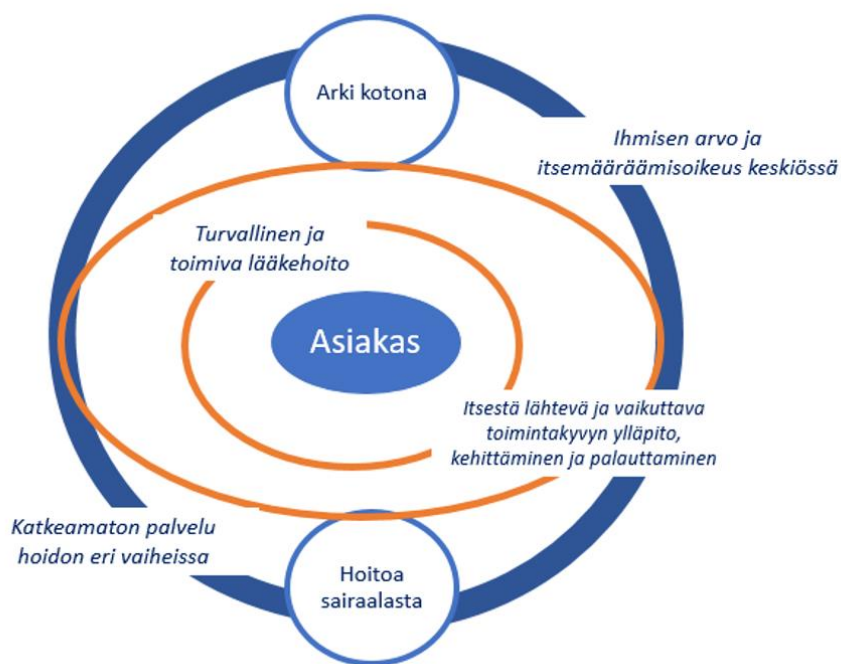 Arki kotona
Ihmisen arvo ja
itsemääräämisoikeus keskiössä
Turvallinen ja
toimiva lääkehoito
Asiakas
Itsestä lähtevä ja vaikuttava
toimintakyvyn ylläpito,
kehittäminen ja palauttaminen
Katkeamaton palvelu
hoidon eri vaiheissa
Hoitoa
sairaalasta